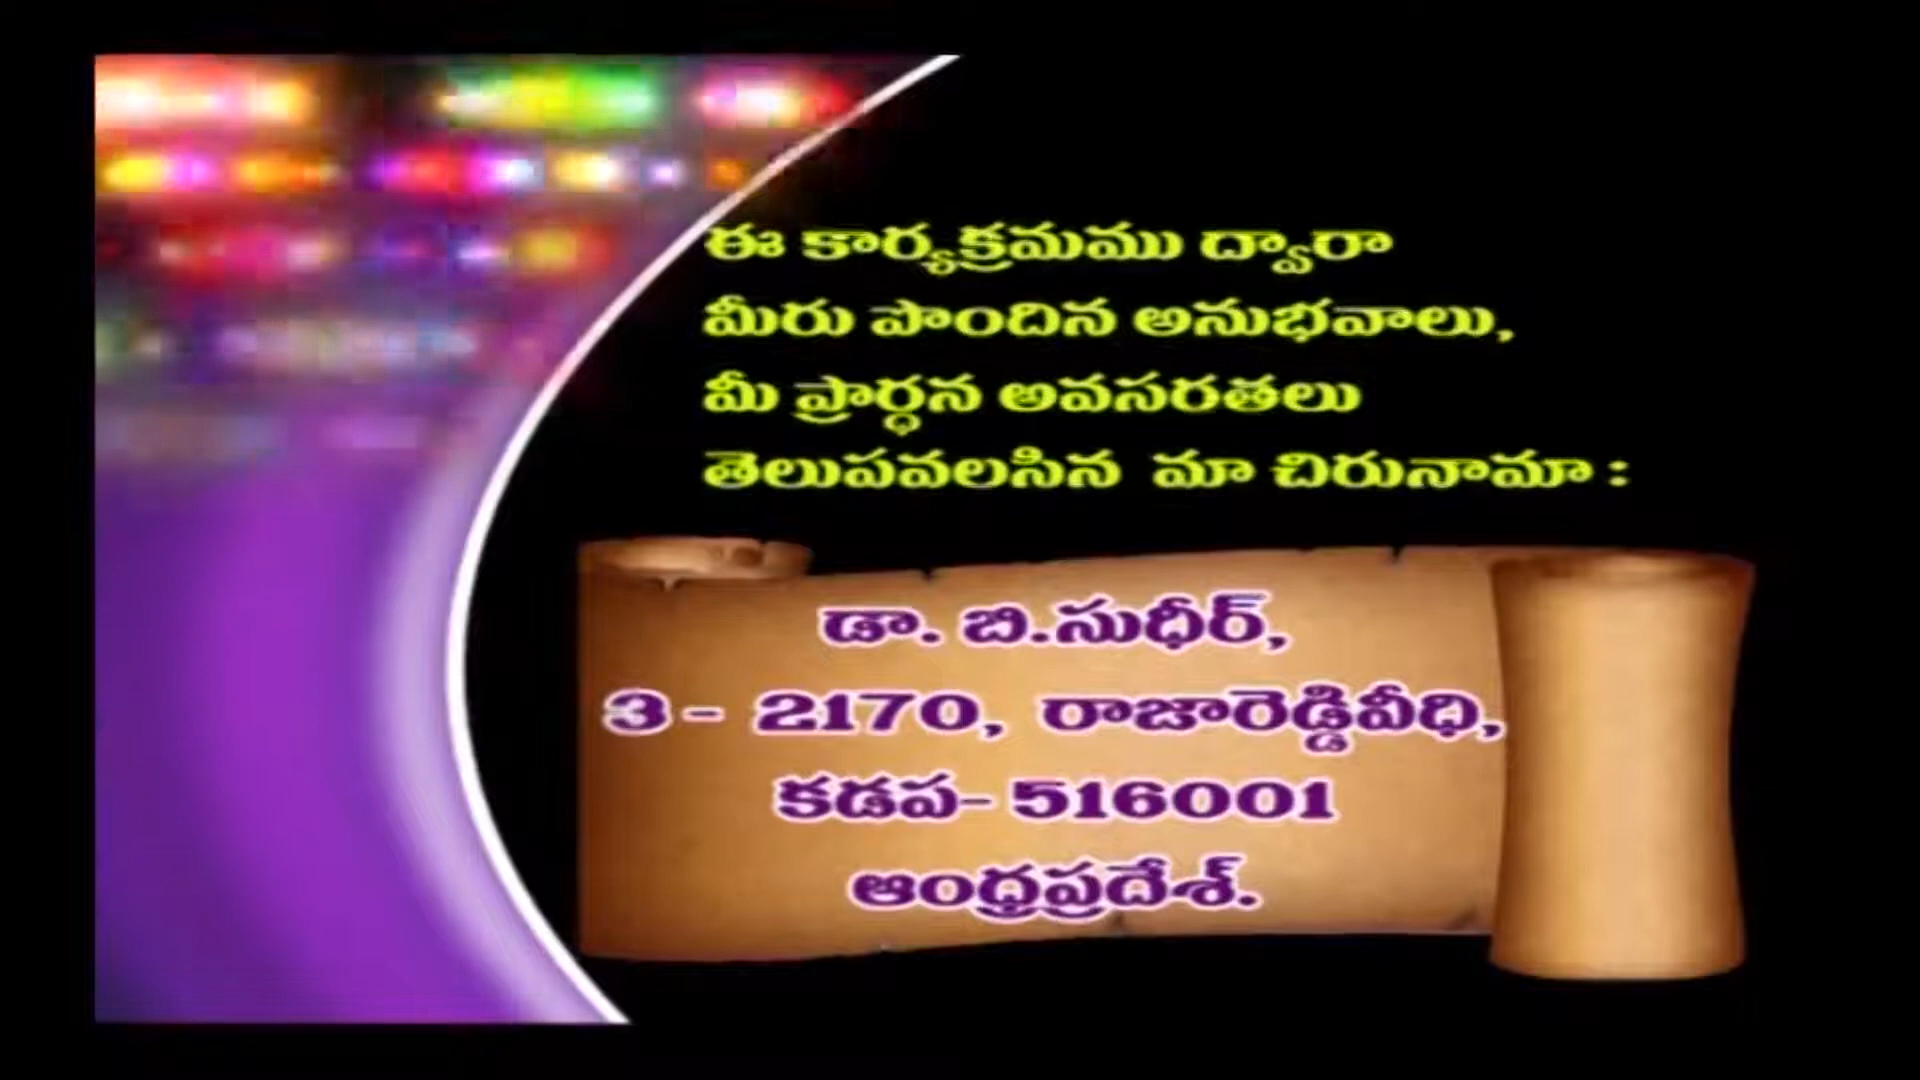 ఈ కార్యక్రమము ద్వారా
మీరు పొందిన అనుభవాలు,
మీ ప్రార్ధన అవసరతలు
తెలుపవలసిన మా చిరునామా :
డా. బి.సుధీర్,
3 - 2170, రాజారెడ్డివీధి,
కడప- 516001
ఆంధ్రప్రదేశ్.